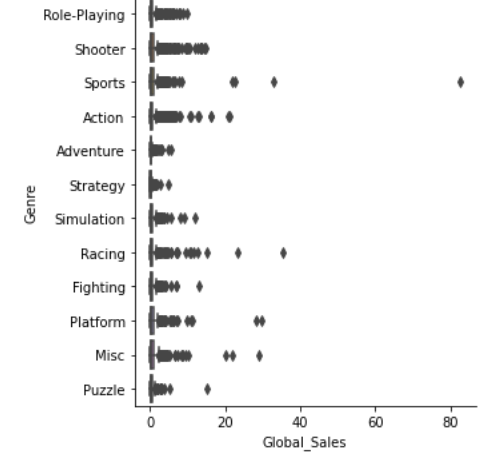 Role-Playing
Shooter
Sports
Action
Adventure
Strategy
Simulation
Racing
Fighting
Platform
Misc
Puzzle
Genre
0 20 40 60 80
Global_Sales